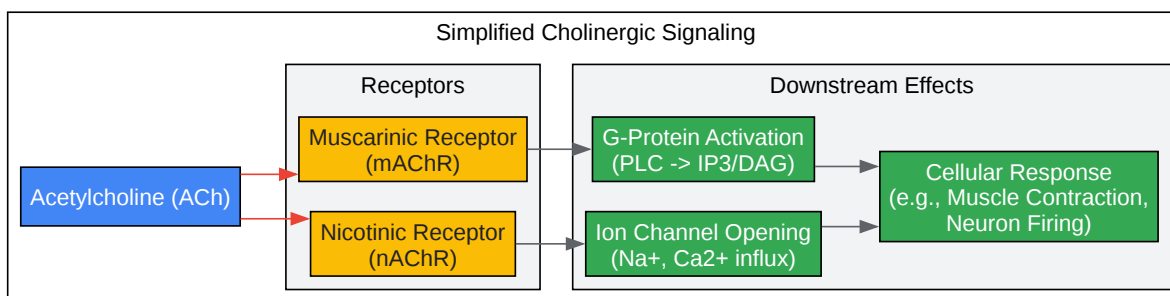 Simplified Cholinergic Signaling
Receptors
Downstream Effects
Acetylcholine (ACh)
Muscarinic Receptor
(mAChR)
G-Protein Activation
(PLC -> IP3/DAG)
Nicotinic Receptor
(nAChR)
Ion Channel Opening
(Na+, Ca2+ influx)
Cellular Response
(e.g., Muscle Contraction,
Neuron Firing)